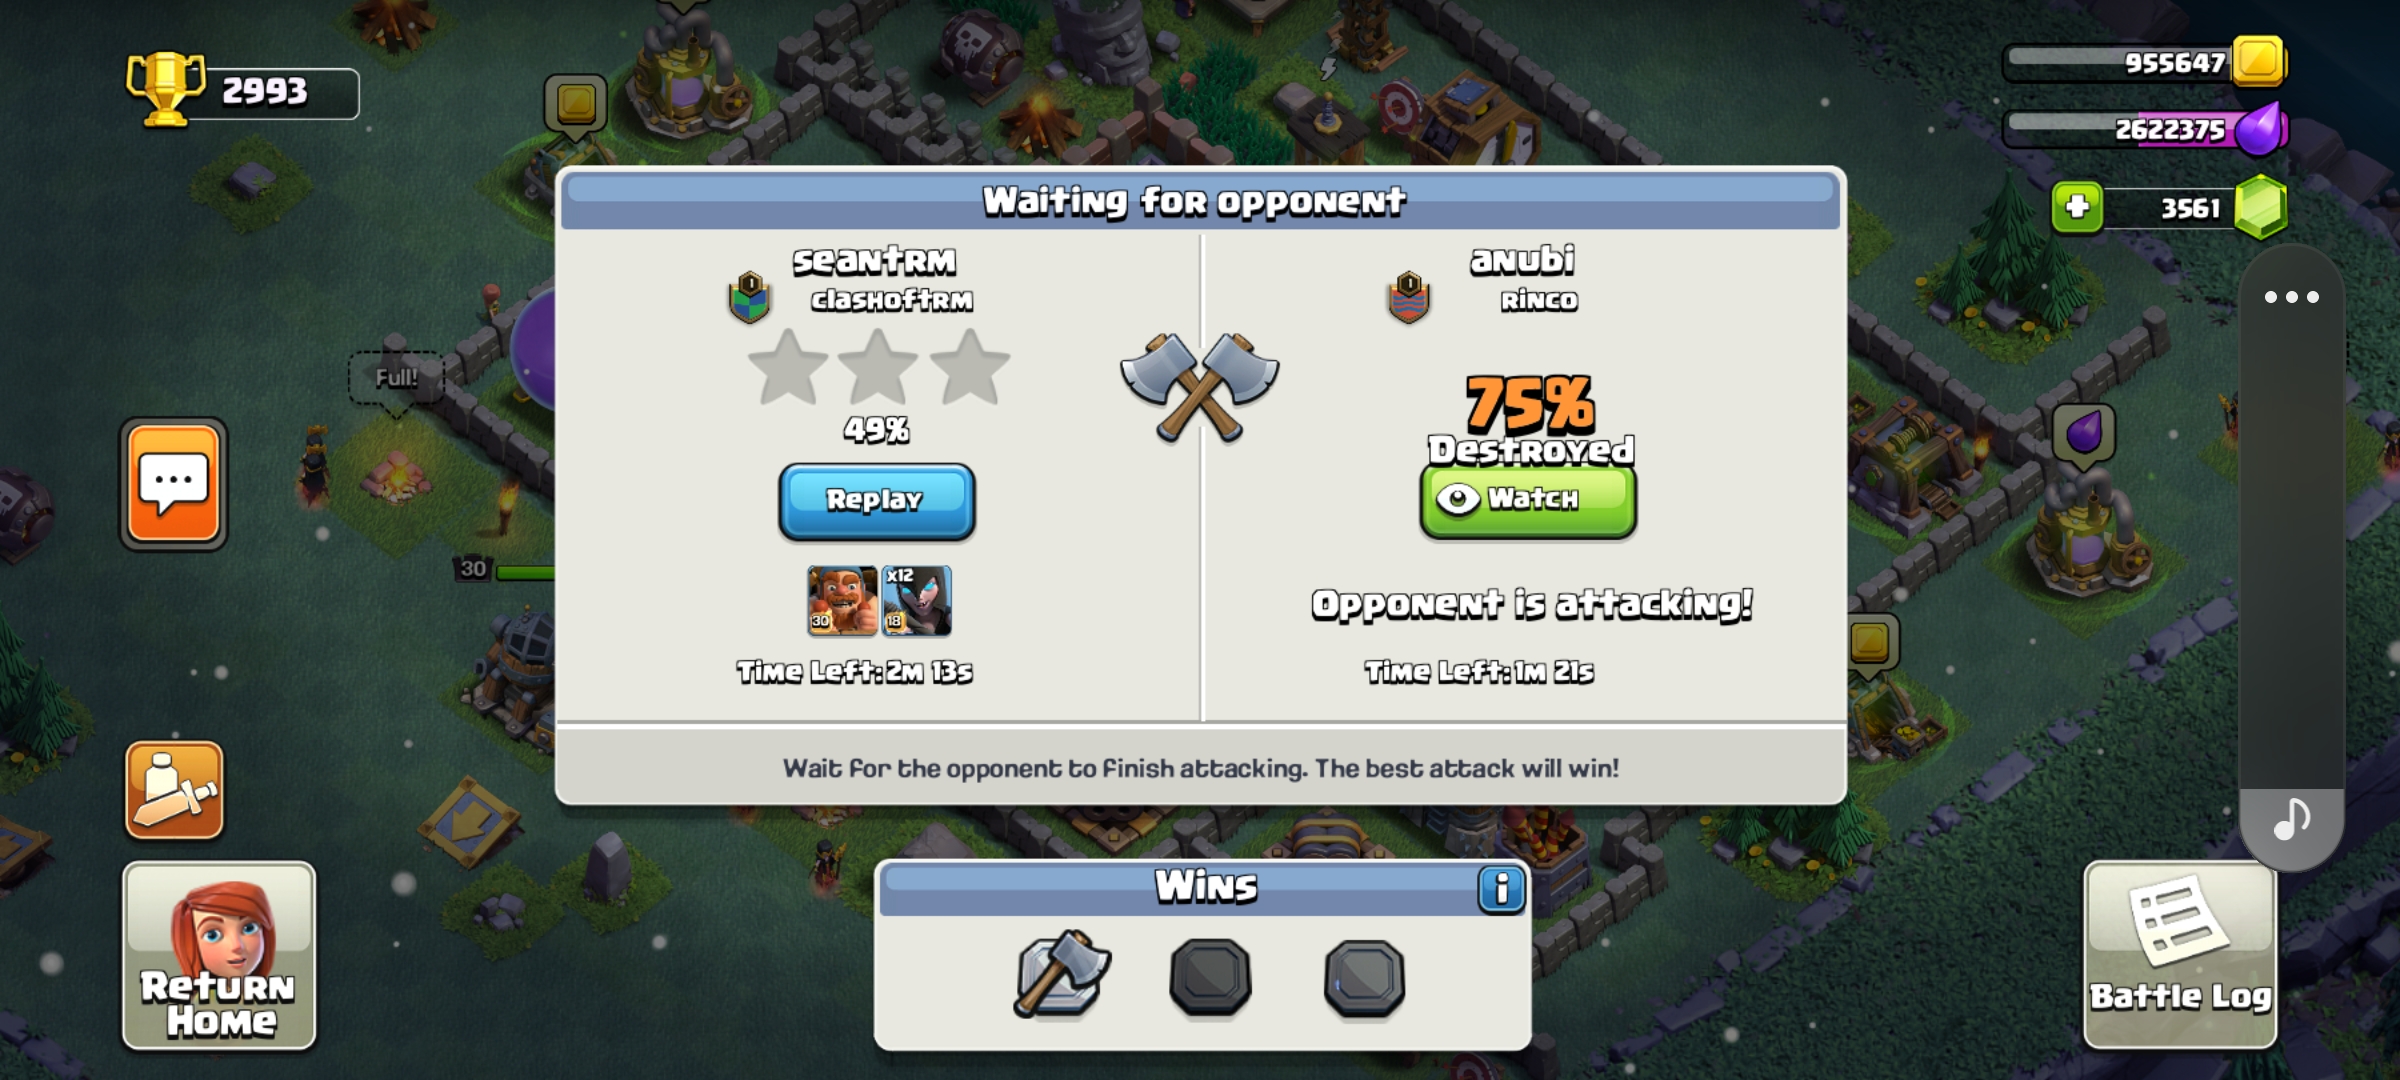 2993
955647
2622375
3561
Full!
30
Waiting for opponent
seantrm
clashoftrm
49%
Replay
30
x12
18
Time Left:2m 13s
anubi
Rinco
75%
Destroyed
Watch
Opponent is attacking!
Time Left:1m 21s
Wait for the opponent to finish attacking. The best attack will win!
Wins
i
Return
Home
Battle Log
1
1